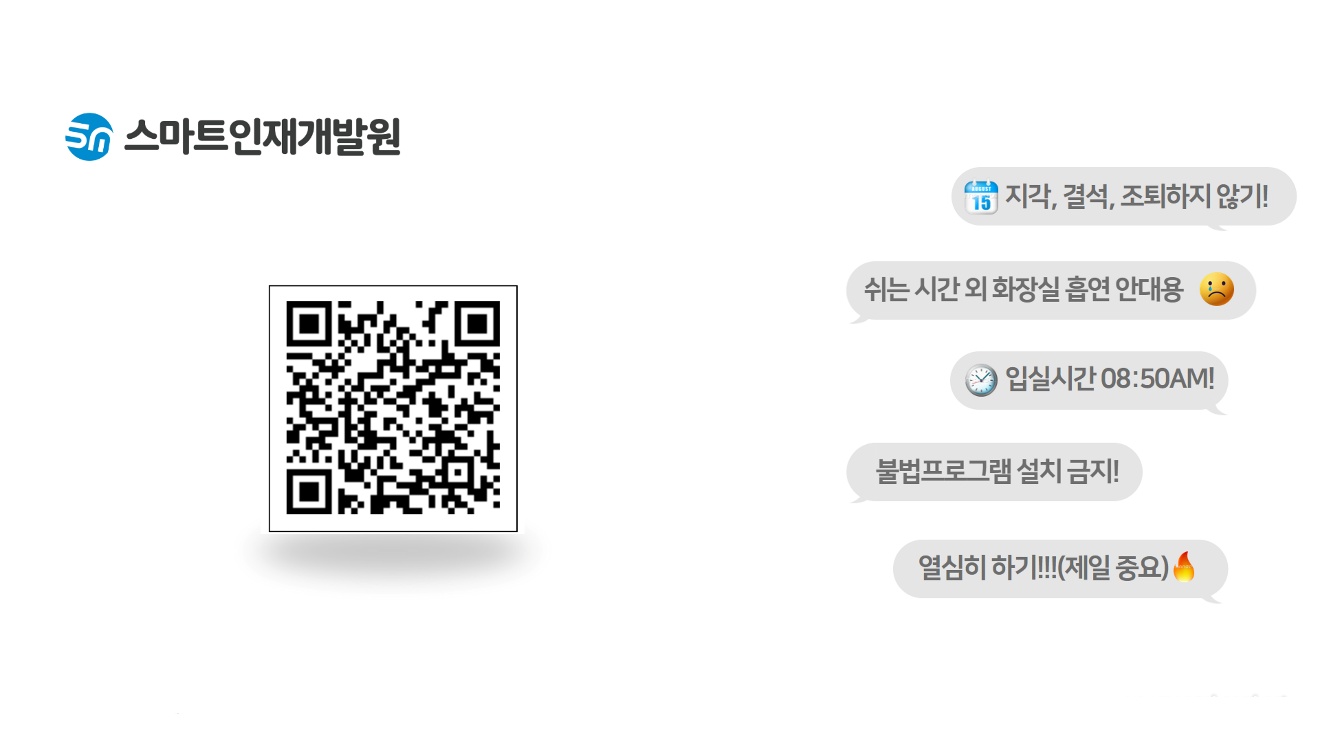 스마트인재개발원
AUGUST
15
지각, 결석, 조퇴하지 않기!
쉬는 시간 외 화장실 흡연 안대용
입실시간 08:50AM!
불법프로그램 설치 금지!
열심히 하기!!!(제일 중요)